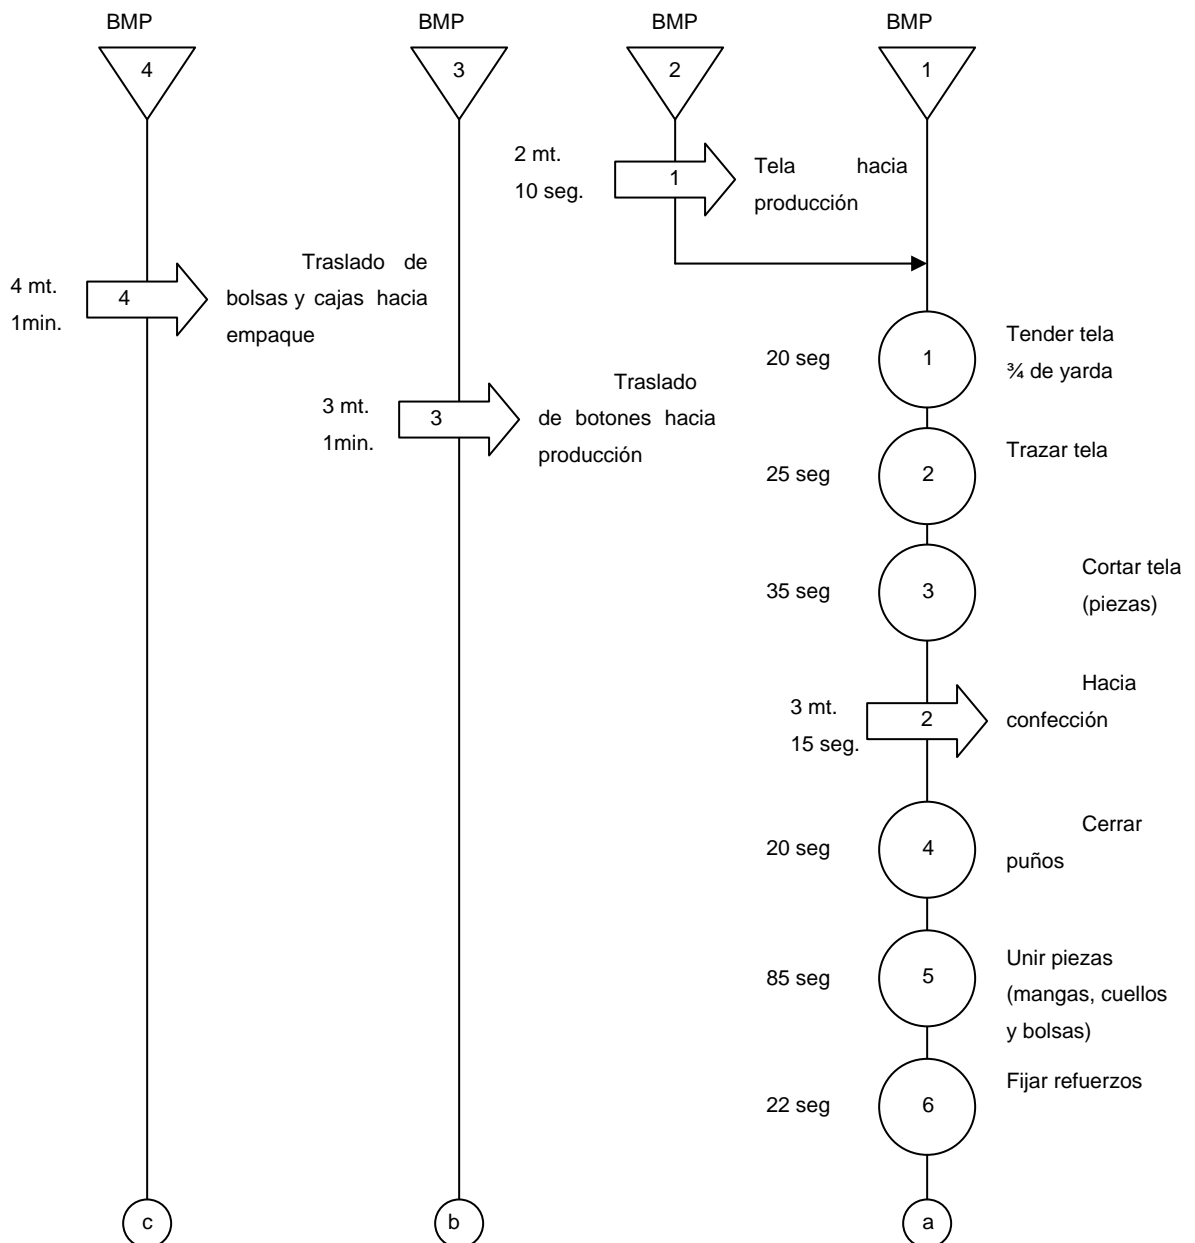 BMP
BMP
BMP
BMP
4
3
2
1
2 mt.
10 seg.
1
Tela hacia
producción
4 mt.
1min.
4
Traslado de
bolsas y cajas hacia
empaque
3 mt.
1min.
3
Traslado
de botones hacia
producción
20 seg
1
Tender tela
¾ de yarda
25 seg
2
Trazar tela
35 seg
3
Cortar tela
(piezas)
3 mt.
15 seg.
2
Hacia
confección
20 seg
4
Cerrar
puños
85 seg
5
Unir piezas
(mangas, cuellos
y bolsas)
22 seg
6
Fijar refuerzos
c
b
a